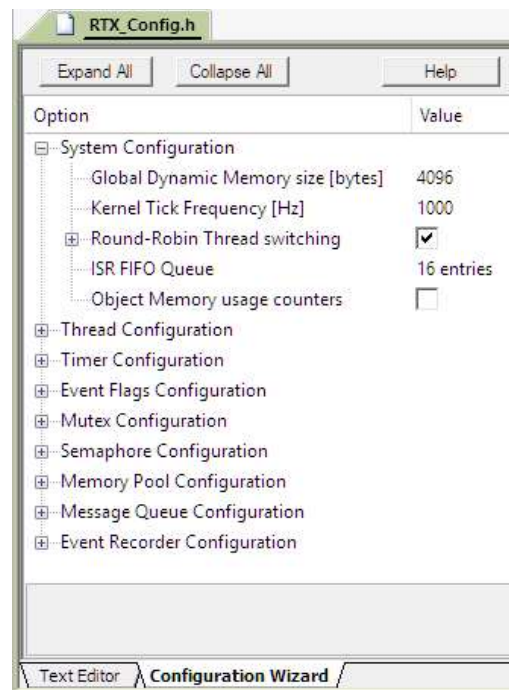 RTX_Config.h
Expand All Collapse All Help
Option Value
System Configuration
Global Dynamic Memory size [bytes] 4096
Kernel Tick Frequency [Hz] 1000
Round-Robin Thread switching
ISR FIFO Queue 16 entries
Object Memory usage counters
Thread Configuration
Timer Configuration
Event Flags Configuration
Mutex Configuration
Semaphore Configuration
Memory Pool Configuration
Message Queue Configuration
Event Recorder Configuration
Text Editor Configuration Wizard